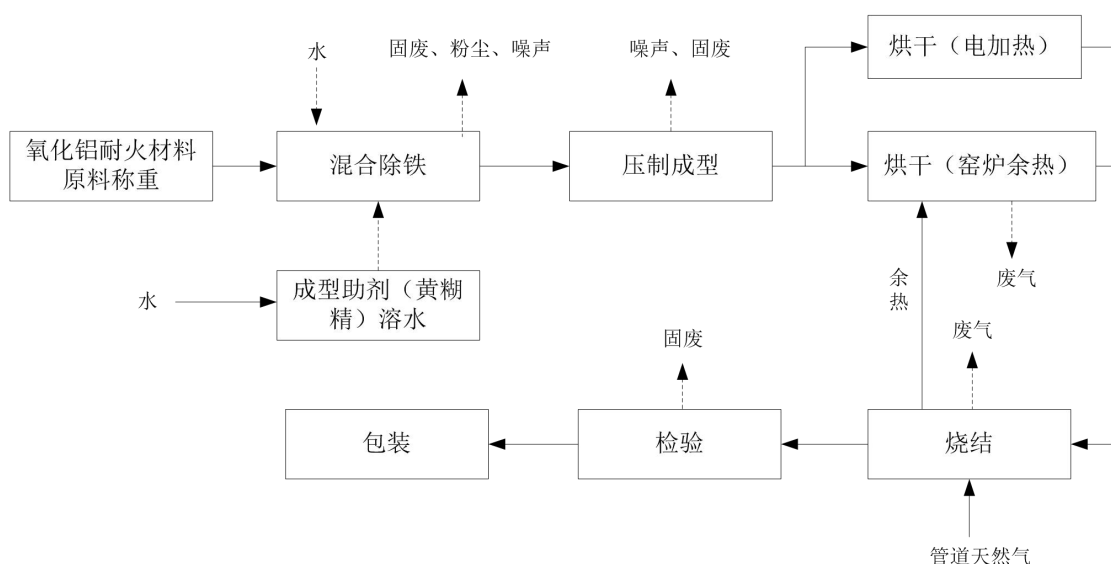 水
固废、粉尘、噪声
噪声、固废
烘干（电加热）
氧化铝耐火材料
原料称重
混合除铁
压制成型
烘干（窑炉余热）
水
成型助剂（黄糊
精）溶水
余
热
废气
固废
废气
包装
检验
烧结
管道天然气